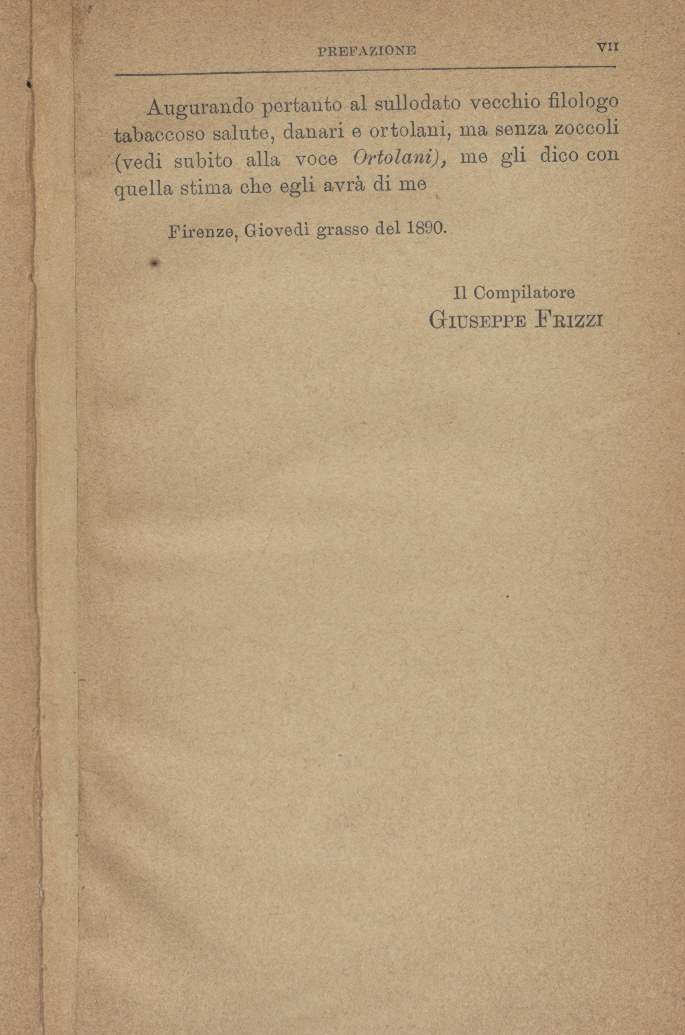 PREFAZIONE VII
Augurando pertanto al sullodato vecchio filologo
tabaccoso salute, danari e ortolani, ma senza zoccoli
(vedi subito alla voce Ortolani), me gli dico con
quella stima che egli avrà di me
Firenze, Giovedì grasso del 1890.
Il Compilatore
GIUSEPPE FRIZZI